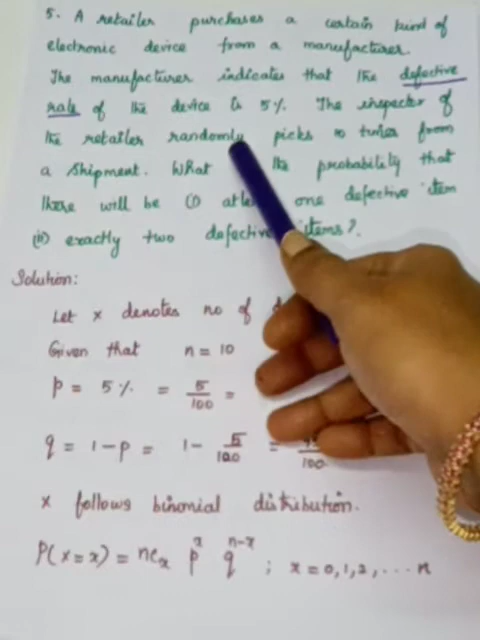 5. A retailer purchases a certain kind of
electronic device from a manufacturer.
The manufacturer indicates that the defective
rate of the device is 5%. The inspector of
the retailer randomly picks 10 times from
a shipment. What the probability that
there will be (i) atle one defective item
(ii) exactly two defective items?
Solution:
Let x denotes no of
Given that n = 10
p = 5% = 5/100 =
q = 1-p = 1- 5/100 = /100
x follows binomial distribution.
P(x=x) = nCx p^x q^n-x ; x = 0,1,2,....n